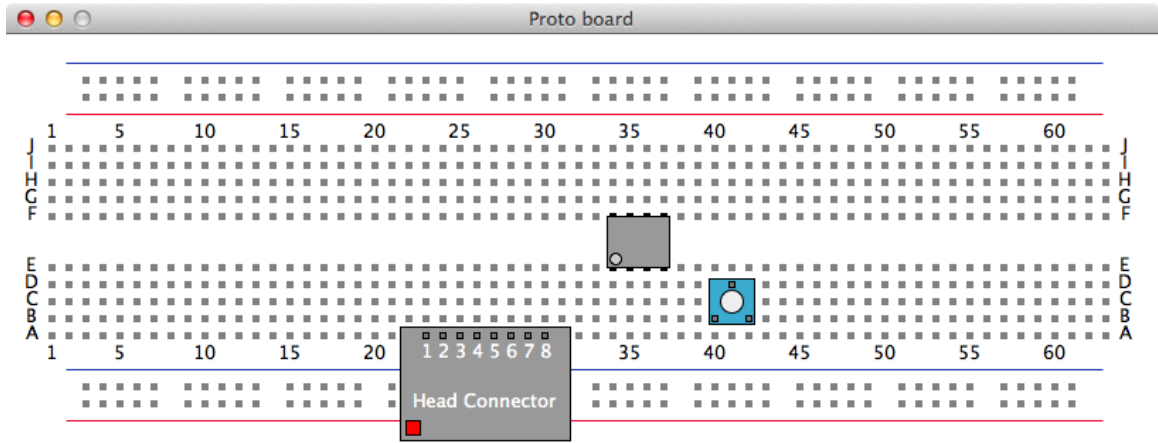 Proto board
1 5 10 15 20 25 30 35 40 45 50 55 60
J J
I I
H H
G G
F F
E E
D D
C C
B B
A A
1 5 10 15 20 1 2 3 4 5 6 7 8 35 40 45 50 55 60
Head Connector